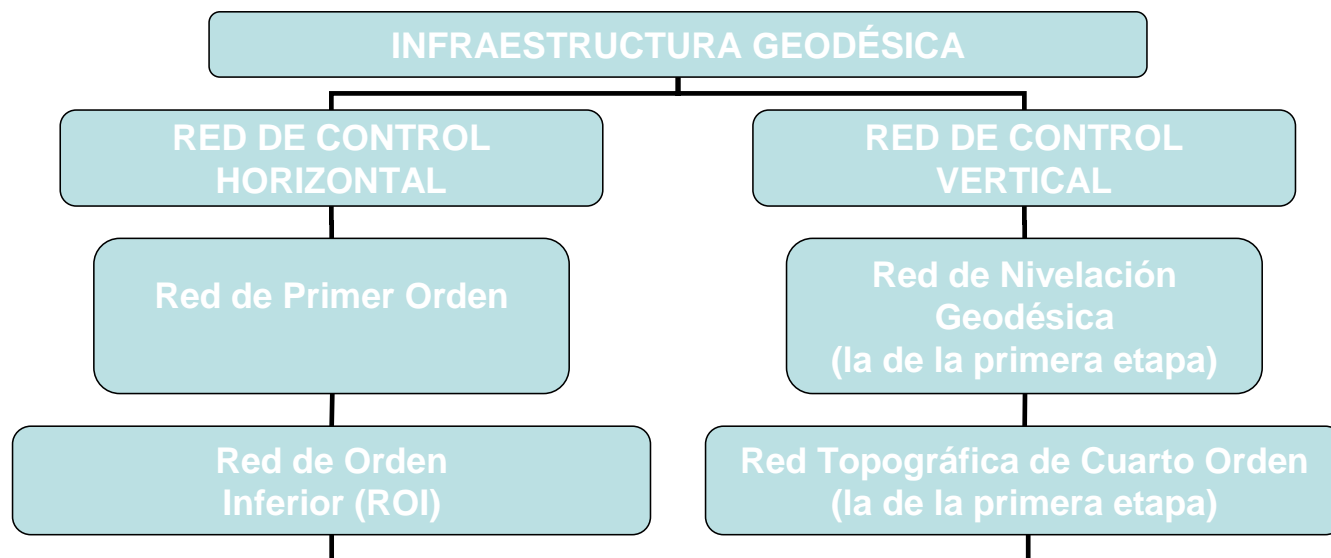 INFRAESTRUCTURA GEODÉSICA
RED DE CONTROL
HORIZONTAL
RED DE CONTROL
VERTICAL
Red de Primer Orden
Red de Nivelación
Geodésica
(la de la primera etapa)
Red de Orden
Inferior (ROI)
Red Topográfica de Cuarto Orden
(la de la primera etapa)